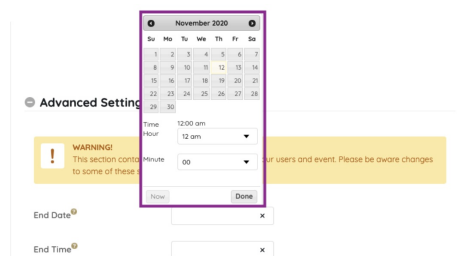 November 2020
Su Mo Tu We Th Fr Sa
1 2 3 4 5 6 7
8 9 10 11 12 13 14
15 16 17 18 19 20 21
22 23 24 25 26 27 28
29 30
Advanced Setting
Time 12:00 am
Hour 12 am
WARNING!
This section conta
Minute 00
ur users and event. Please be aware changes
to some of these s
Now Done
End Date
End Time